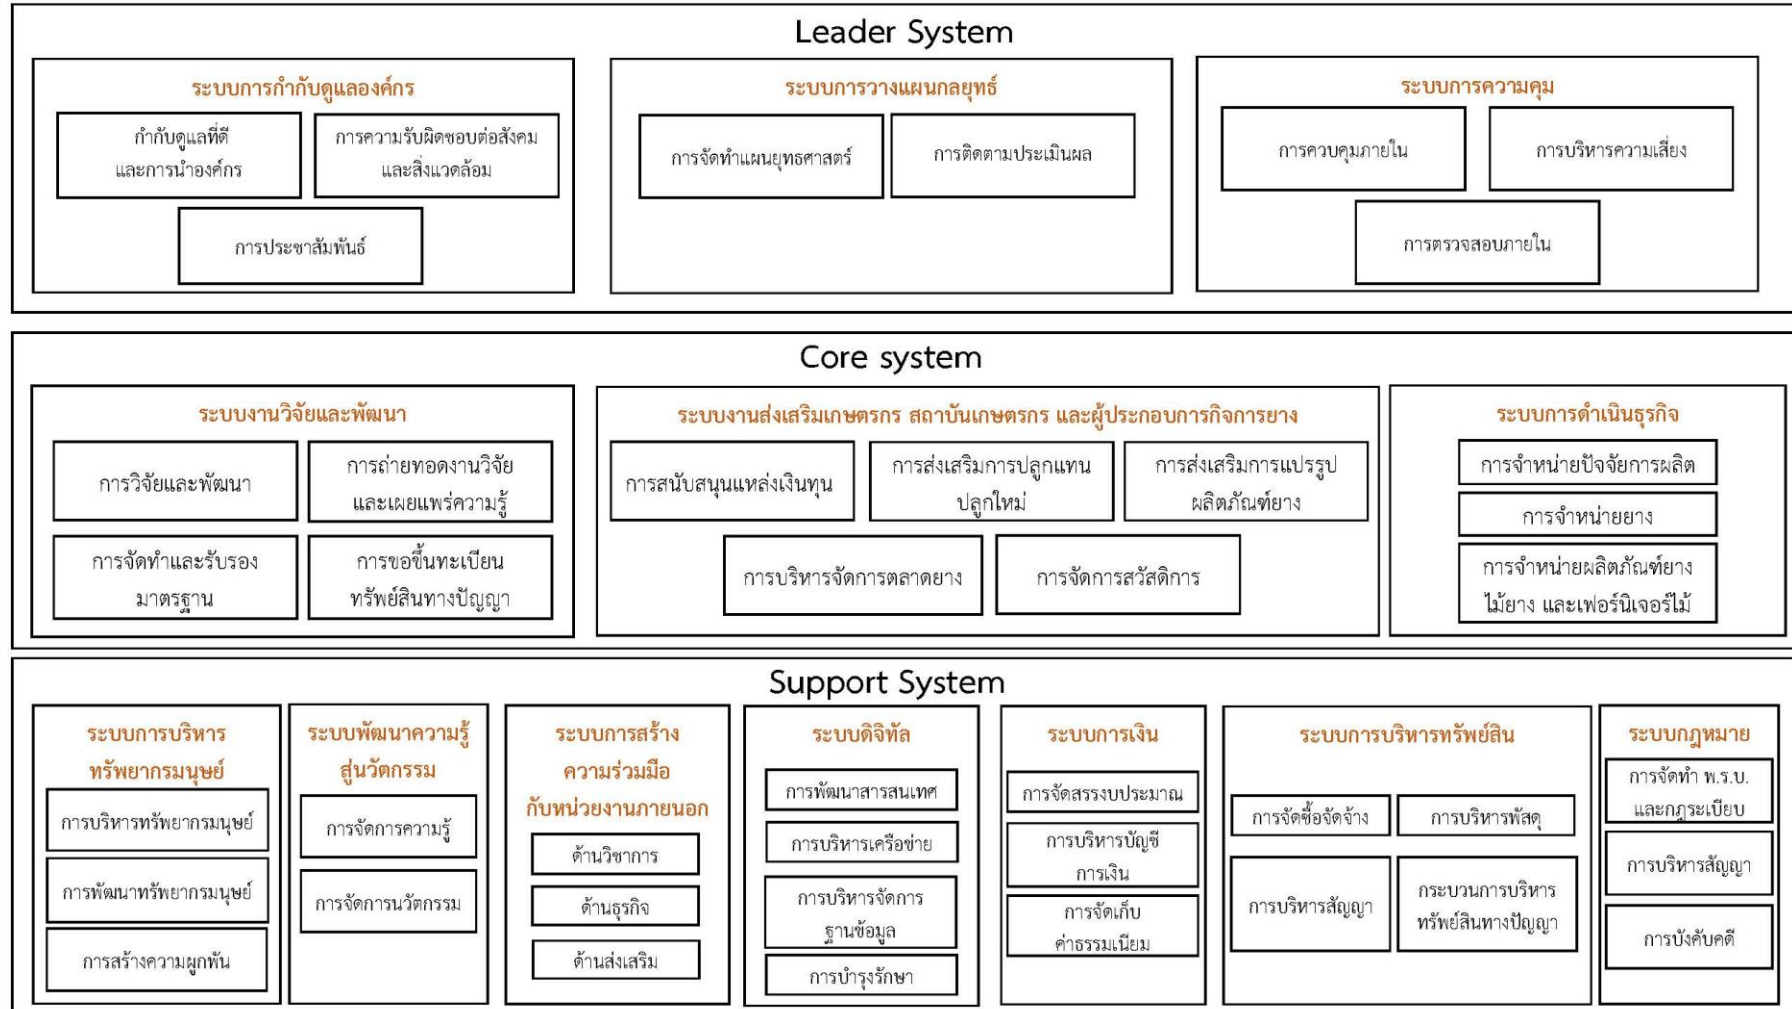 Leader System
ระบบการกำกับดูแลองค์กร
กำกับดูแลที่ดี
และการนำองค์กร
การความรับผิดชอบต่อสังคม
และสิ่งแวดล้อม
การประชาสัมพันธ์
ระบบการวางแผนกลยุทธ์
การจัดทำแผนยุทธศาสตร์
การติดตามประเมินผล
ระบบการความคุม
การควบคุมภายใน
การบริหารความเสี่ยง
การตรวจสอบภายใน
Core system
ระบบงานวิจัยและพัฒนา
การวิจัยและพัฒนา
การถ่ายทอดงานวิจัย
และเผยแพร่ความรู้
การจัดทำและรับรอง
มาตรฐาน
การขอขึ้นทะเบียน
ทรัพย์สินทางปัญญา
ระบบงานส่งเสริมเกษตรกร สถาบันเกษตรกร และผู้ประกอบการกิจการยาง
การสนับสนุนแหล่งเงินทุน
การส่งเสริมการปลูกแทน
ปลูกใหม่
การส่งเสริมการแปรรูป
ผลิตภัณฑ์ยาง
การบริหารจัดการตลาดยาง
การจัดการสวัสดิการ
ระบบการดำเนินธุรกิจ
การจำหน่ายปัจจัยการผลิต
การจำหน่ายยาง
การจำหน่ายผลิตภัณฑ์ยาง
ไม้ยาง และเฟอร์นิเจอร์ไม้
Support System
ระบบการบริหาร
ทรัพยากรมนุษย์
การบริหารทรัพยากรมนุษย์
การพัฒนาทรัพยากรมนุษย์
การสร้างความผูกพัน
ระบบพัฒนาความรู้
สู่นวัตกรรม
การจัดการความรู้
การจัดการนวัตกรรม
ระบบการสร้าง
ความร่วมมือ
กับหน่วยงานภายนอก
ด้านวิชาการ
ด้านธุรกิจ
ด้านส่งเสริม
ระบบดิจิทัล
การพัฒนาสารสนเทศ
การบริหารเครือข่าย
การบริหารจัดการ
ฐานข้อมูล
การบำรุงรักษา
ระบบการเงิน
การจัดสรรงบประมาณ
การบริหารบัญชี
การเงิน
การจัดเก็บ
ค่าธรรมเนียม
ระบบการบริหารทรัพย์สิน
การจัดซื้อจัดจ้าง
การบริหารพัสดุ
การบริหารสัญญา
กระบวนการบริหาร
ทรัพย์สินทางปัญญา
ระบบกฎหมาย
การจัดทำ พ.ร.บ.
และกฎระเบียบ
การบริหารสัญญา
การบังคับคดี